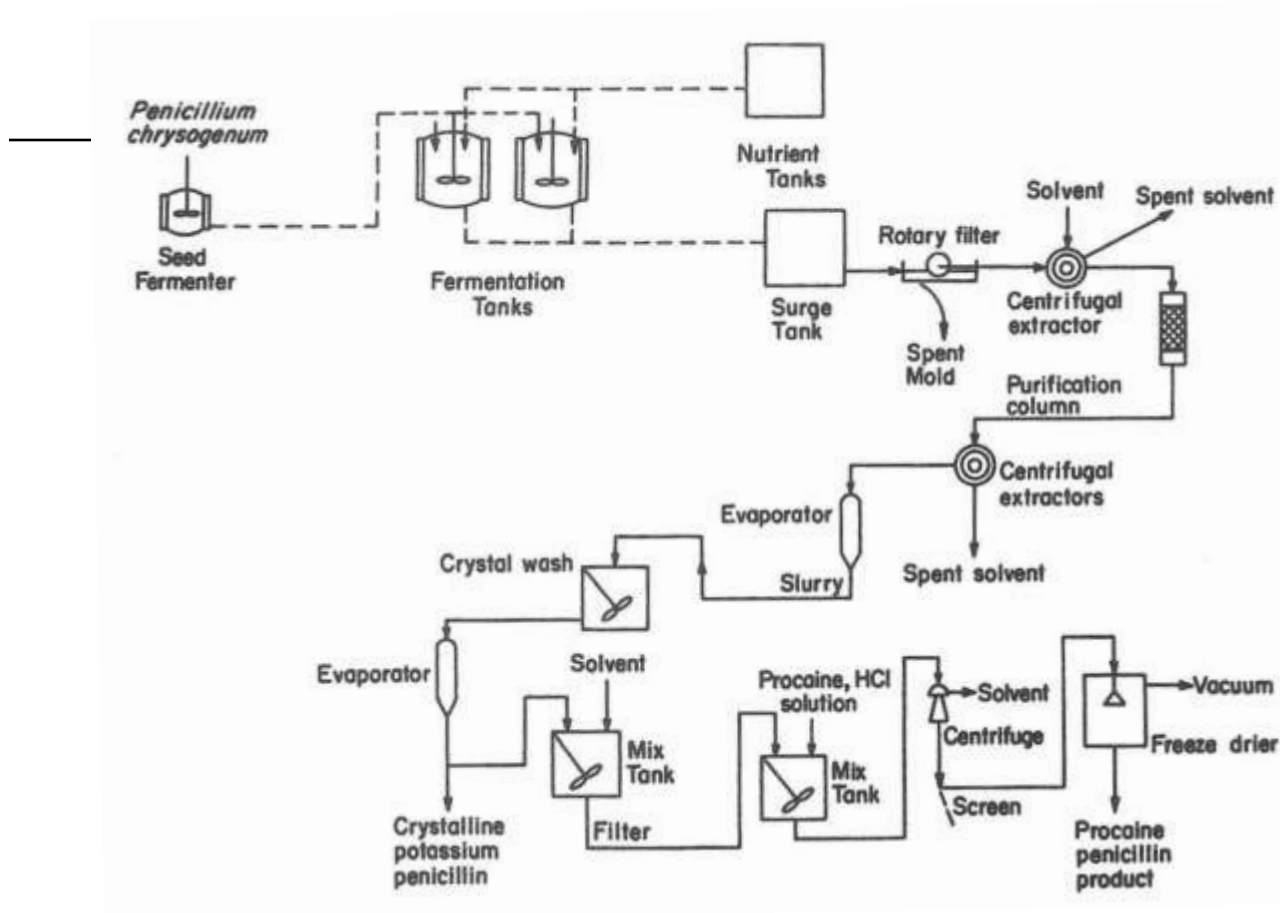 Penicillium
chrysogenum
Seed
Fermenter
Fermentation
Tanks
Nutrient
Tanks
Surge
Tank
Rotary filter
Spent
Mold
Solvent
Spent solvent
Centrifugal
extractor
Purification
column
Centrifugal
extractors
Spent solvent
Evaporator
Slurry
Crystal wash
Evaporator
Crystalline
potassium
penicillin
Solvent
Mix
Tank
Filter
Procaine, HCl
solution
Mix
Tank
Solvent
Centrifuge
Screen
Vacuum
Freeze drier
Procaine
penicillin
product